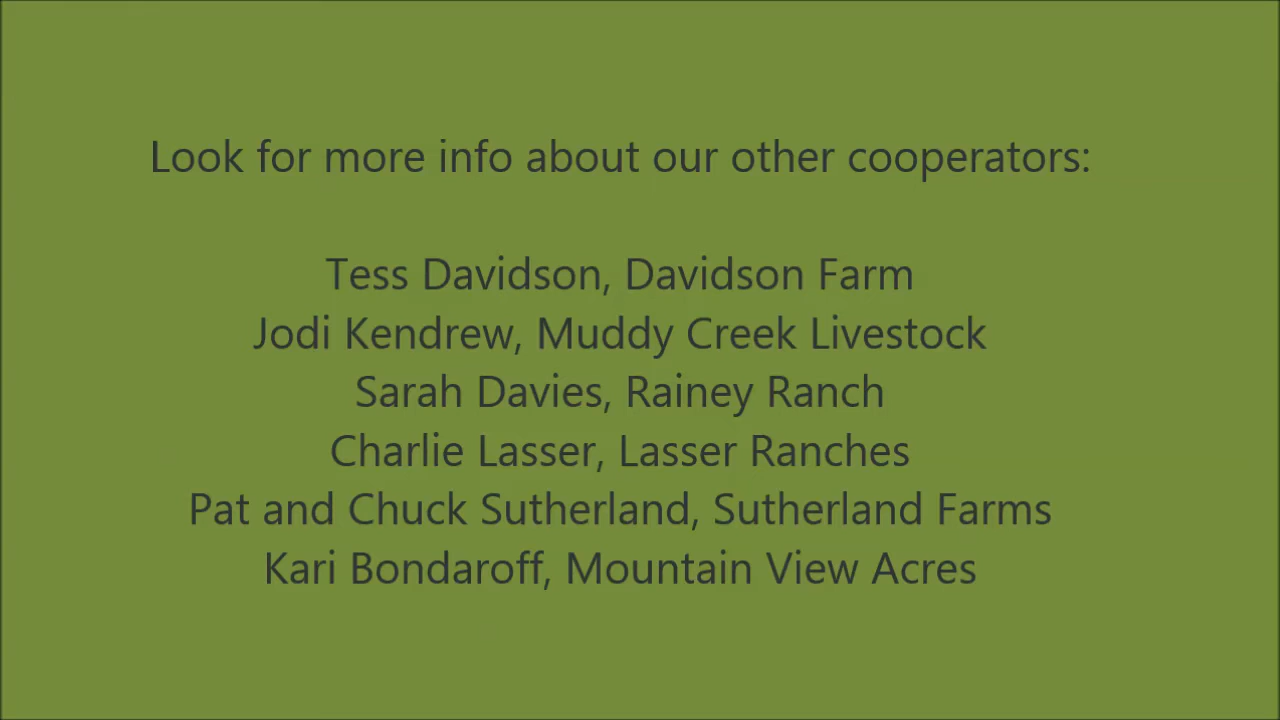 Look for more info about our other cooperators:
Tess Davidson, Davidson Farm
Jodi Kendrew, Muddy Creek Livestock
Sarah Davies, Rainey Ranch
Charlie Lasser, Lasser Ranches
Pat and Chuck Sutherland, Sutherland Farms
Kari Bondaroff, Mountain View Acres